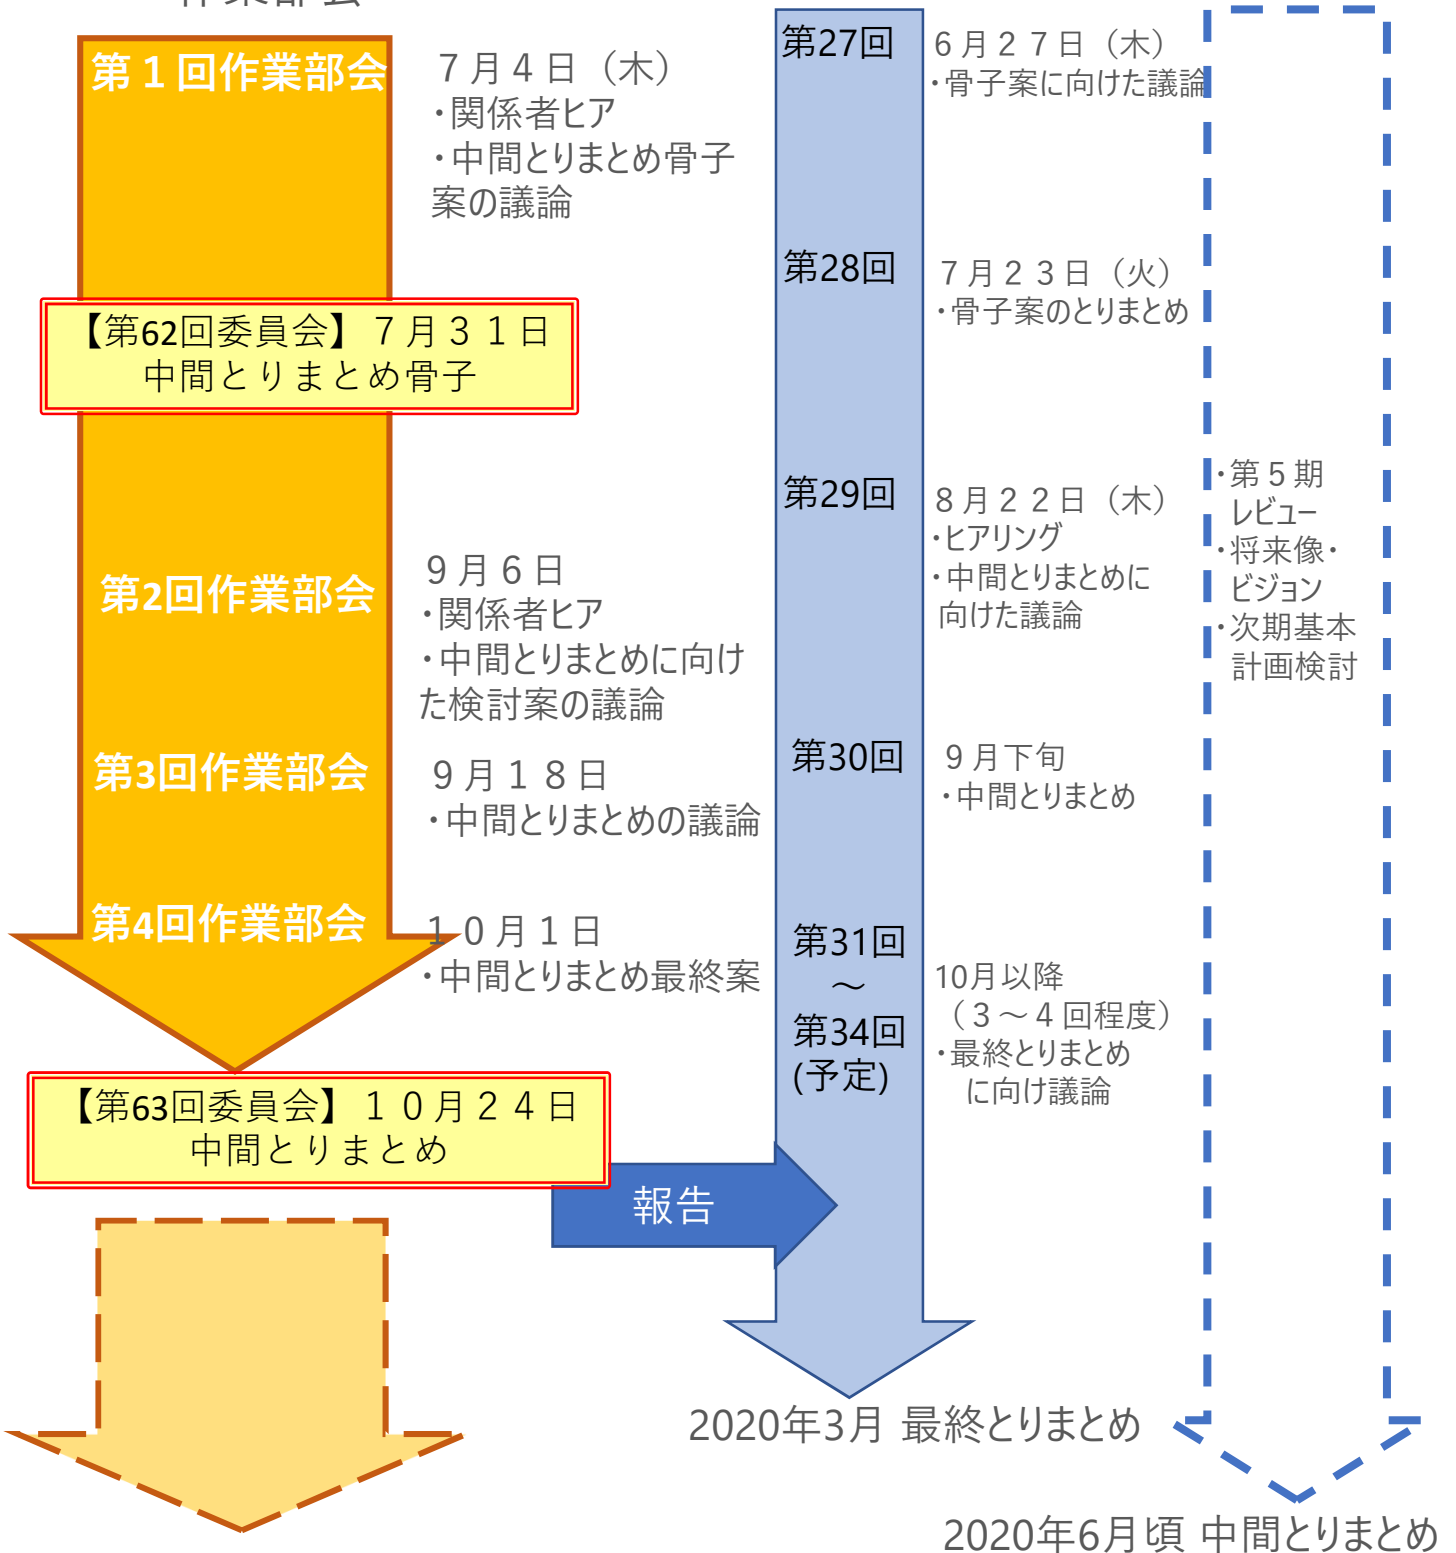 作業部会
第１回作業部会
７月４日（木）
・関係者ヒア
・中間とりまとめ骨子
案の議論
【第62回委員会】７月３１日
中間とりまとめ骨子
第2回作業部会
９月６日
・関係者ヒア
・中間とりまとめに向け
た検討案の議論
第3回作業部会
９月１８日
・中間とりまとめの議論
第4回作業部会
１０月１日
・中間とりまとめ最終案
【第63回委員会】１０月２４日
中間とりまとめ
報告
第27回
６月２７日（木）
・骨子案に向けた議論
第28回
７月２３日（火）
・骨子案のとりまとめ
第29回
８月２２日（木）
・ヒアリング
・中間とりまとめに
向けた議論
第30回
９月下旬
・中間とりまとめ
第31回
～
第34回
(予定)
10月以降
（３～４回程度）
・最終とりまとめ
に向け議論
2020年3月 最終とりまとめ
・第５期
レビュー
・将来像・
ビジョン
・次期基本
計画検討
2020年6月頃 中間とりまとめ